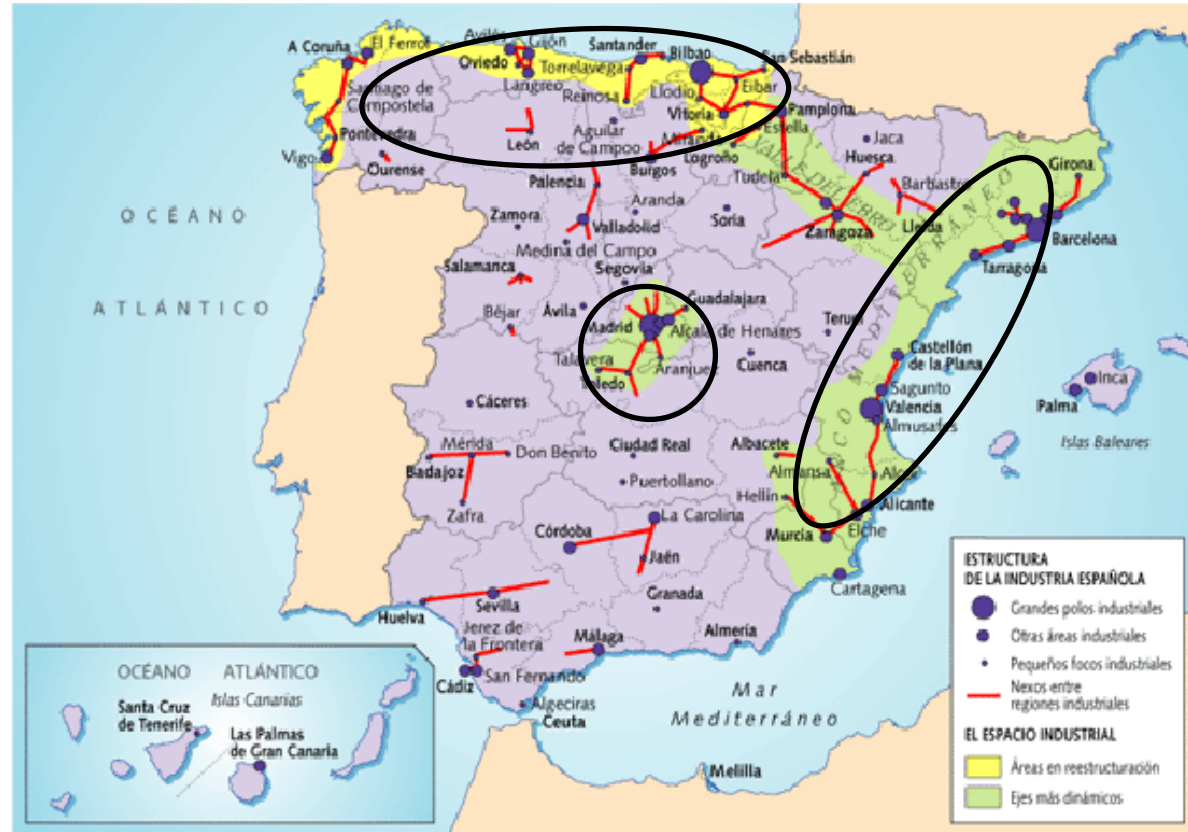 A Coruña
El Ferrol
Avilés
Gijón
Oviedo
Langreo
Santander
Torrelavega
Reinosa
Bilbao
San Sebastián
Llodio
Eibar
Vitoria
Pamplona
Estella
Santiago de
Compostela
Pontevedra
Vigo
Ourense
León
Aguilar
de Campoo
Miranda
Logroño
Burgos
Jaca
Huesca
Barbastro
Girona
VALLE DEL EBRO
Tudela
Palencia
Aranda
Zamora
Valladolid
Soria
Zaragoza
Lleida
Barcelona
Tarragona
Medina del Campo
Segovia
Salamanca
OCÉANO
ATLÁNTICO
Béjar
Ávila
Guadalajara
Madrid
Alcalá de Henares
Teruel
ARCO MEDITERRÁNEO
Talavera
Toledo
Aranjuez
Cuenca
Castellón
de la Plana
Sagunto
Valencia
Almusafes
Inca
Palma
Islas Baleares
Cáceres
Mérida
Don Benito
Badajoz
Zafra
Ciudad Real
Puertollano
Albacete
Almansa
Hellín
Alcoy
Alicante
Elche
Murcia
Cartagena
Córdoba
La Carolina
Jaén
Granada
Huelva
Sevilla
Jerez de
la Frontera
Málaga
Almería
Cádiz
San Fernando
Algeciras
Ceuta
Mar
Mediterráneo
Melilla
OCÉANO ATLÁNTICO
Islas Canarias
Santa Cruz
de Tenerife
Las Palmas
de Gran Canaria
ESTRUCTURA
DE LA INDUSTRIA ESPAÑOLA
Grandes polos industriales
Otras áreas industriales
Pequeños focos industriales
Nexos entre
regiones industriales
EL ESPACIO INDUSTRIAL
Áreas en reestructuración
Ejes más dinámicos